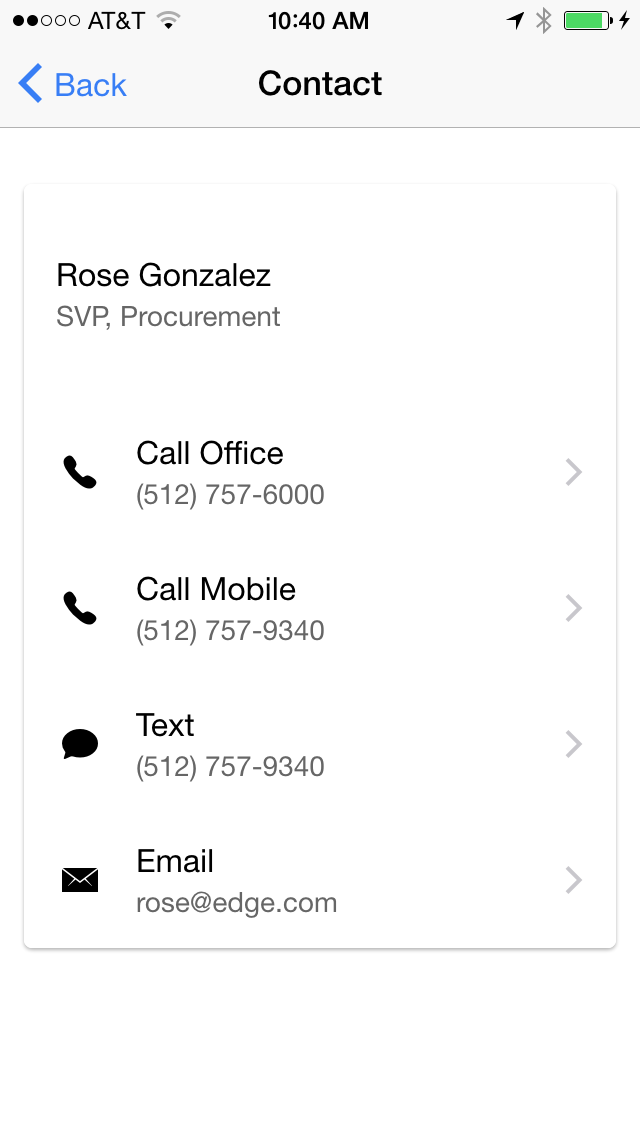 AT&T 10:40 AM
Back Contact
Rose Gonzalez
SVP, Procurement
Call Office
(512) 757-6000
Call Mobile
(512) 757-9340
Text
(512) 757-9340
Email
rose@edge.com